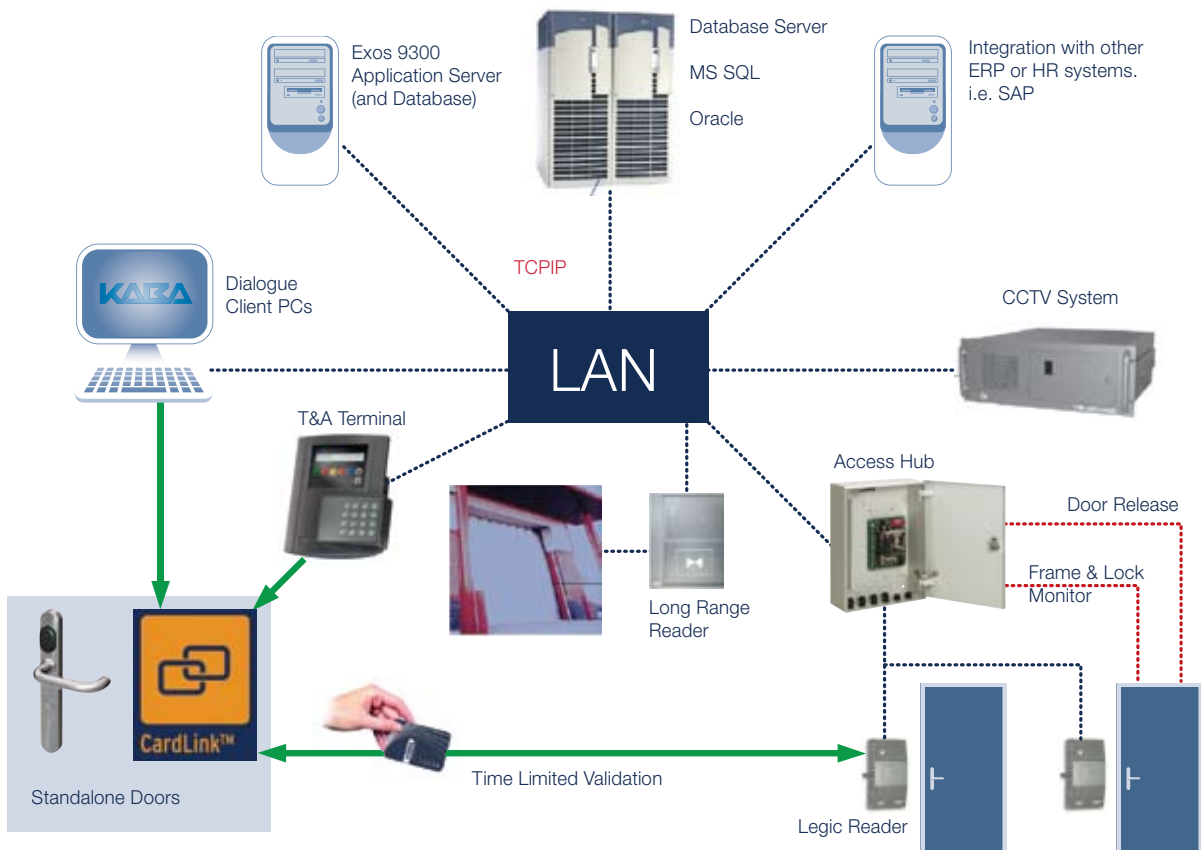 Exos 9300
Application Server
(and Database)
Database Server
MS SQL
Oracle
Integration with other
ERP or HR systems.
i.e. SAP
TCPIP
KABA
Dialogue
Client PCs
LAN
CCTV System
T&A Terminal
Access Hub
Door Release
Frame & Lock
Monitor
Long Range
Reader
CardLink™
Time Limited Validation
Standalone Doors
Legic Reader